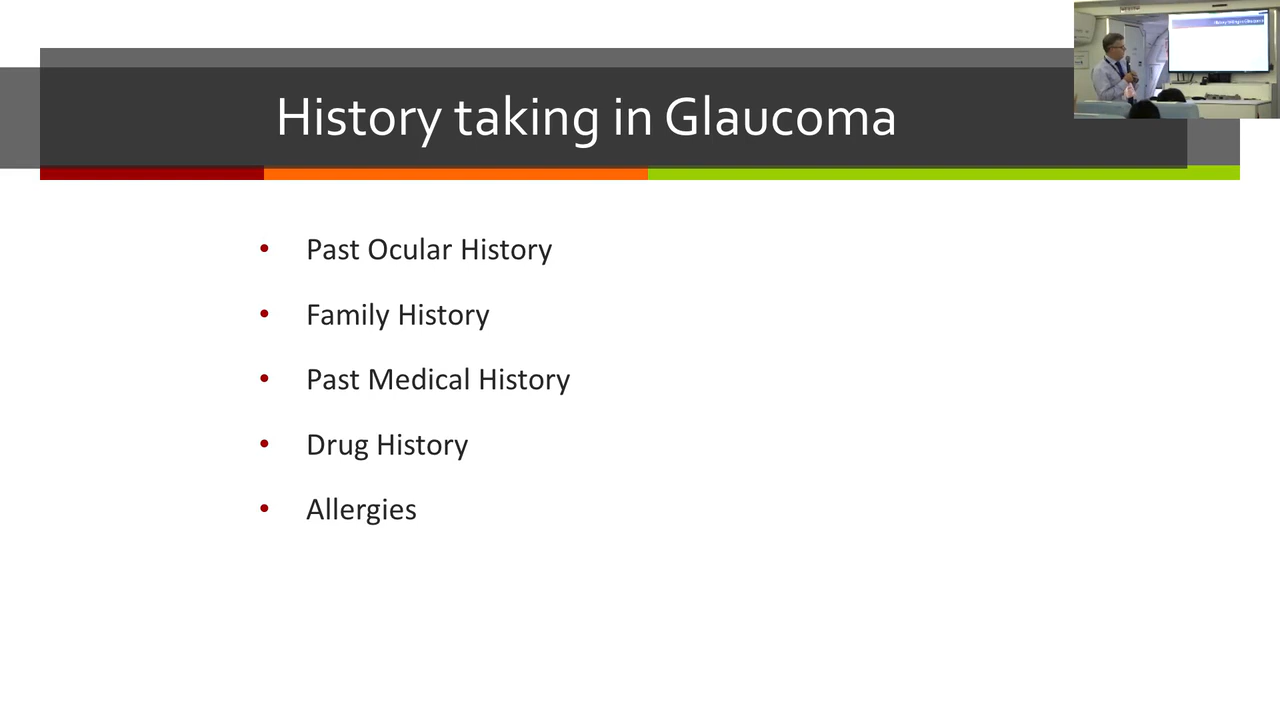 History taking in Glaucoma
• Past Ocular History
• Family History
• Past Medical History
• Drug History
• Allergies